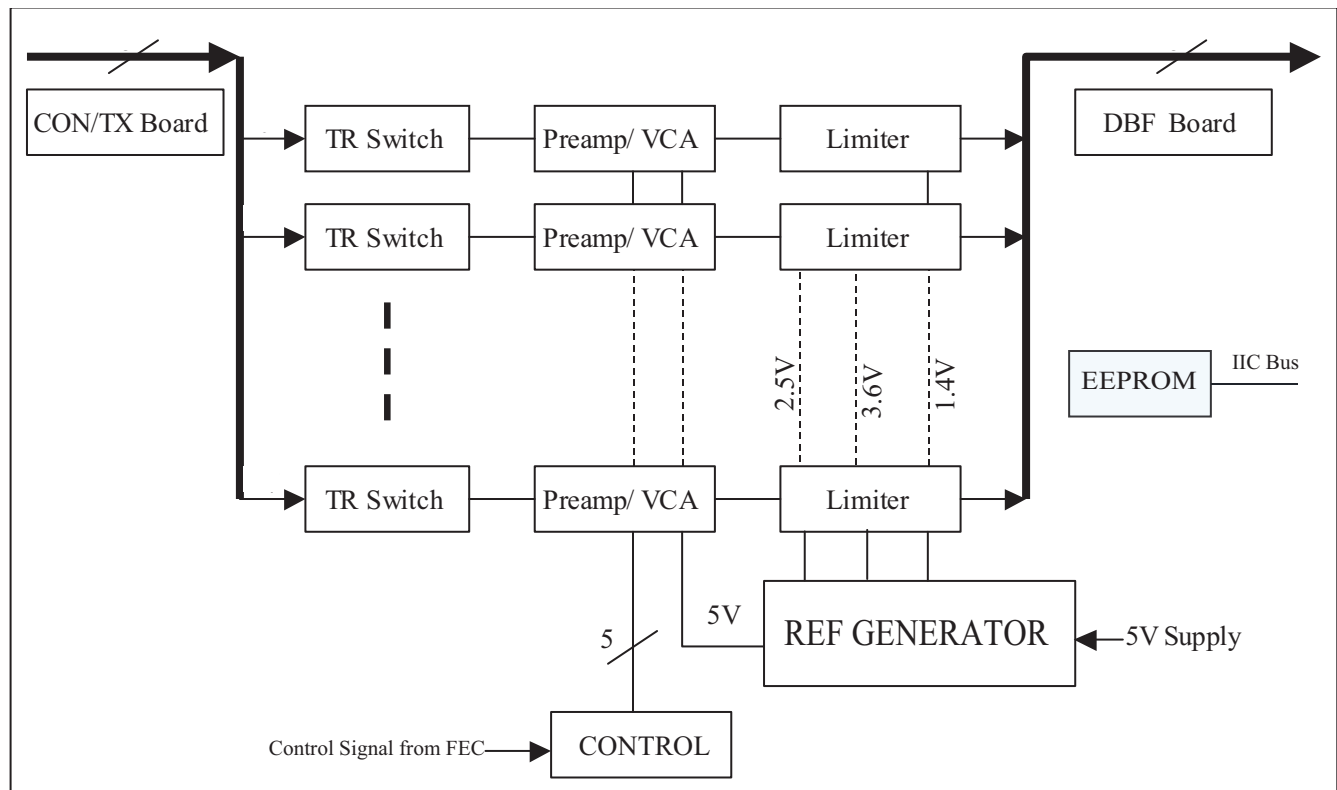 CON/TX Board
DBF Board
TR Switch
Preamp/ VCA
Limiter
TR Switch
Preamp/ VCA
Limiter
2.5V
3.6V
1.4V
EEPROM
IIC Bus
TR Switch
Preamp/ VCA
Limiter
5
5V
REF GENERATOR
5V Supply
Control Signal from FEC
CONTROL